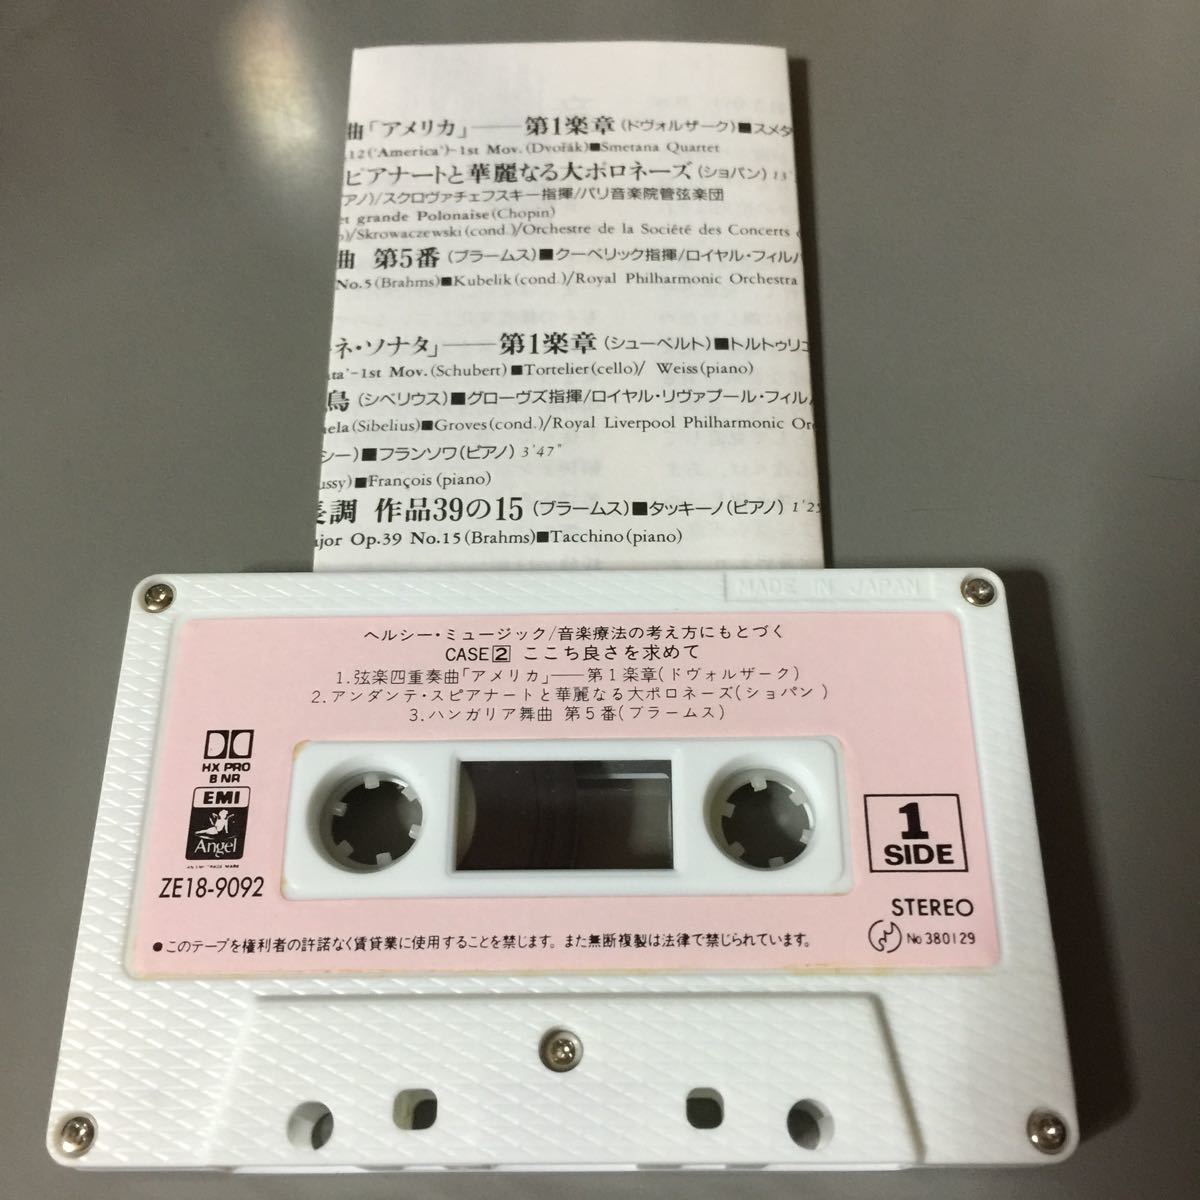 曲「アメリカ」──第1楽章(ドヴォルザーク)■スメタ
.12('America')-1st Mov.(Dvořák)■Smetana Quartet
ピアナートと華麗なる大ポロネーズ(ショパン) 13'
アノ)/スクロヴァチェフスキー指揮/パリ音楽院管弦楽団
et grande Polonaise(Chopin)
)/Skrowaczewski(cond.)/Orchestre de la Société des Concerts
曲 第5番(ブラームス)■クーベリック指揮/ロイヤル・フィルハ
No.5(Brahms)■Kubelik(cond.)/Royal Philharmonic Orchestra
ネ・ソナタ」──第1楽章(シューベルト)■トルトゥリエ
ata'-1st Mov.(Schubert)■Tortelier(cello)/ Weiss(piano)
鳥(シベリウス)■グローヴズ指揮/ロイヤル・リヴァプール・フィル
nela(Sibelius)■Groves(cond.)/Royal Liverpool Philharmonic Or
シー)■フランソワ(ピアノ) 3'47"
ussy)■François(piano)
長調 作品39の15(ブラームス)■タッキーノ(ピアノ) 1'25
ajor Op.39 No.15(Brahms)■Tacchino(piano)
MADE IN JAPAN
ヘルシー・ミュージック/音楽療法の考え方にもとづく
CASE2 ここち良さを求めて
1.弦楽四重奏曲「アメリカ」──第1楽章(ドヴォルザーク)
2.アンダンテ・スピアナートと華麗なる大ポロネーズ(ショパン)
3.ハンガリア舞曲 第5番(ブラームス)
HX PRO
B NR
EMI
Angel
AN EMI TRADE MARK
ZE18-9092
1
SIDE
STEREO
No 380129
●このテープを権利者の許諾なく賃貸業に使用することを禁じます。また無断複製は法律で禁じられています。